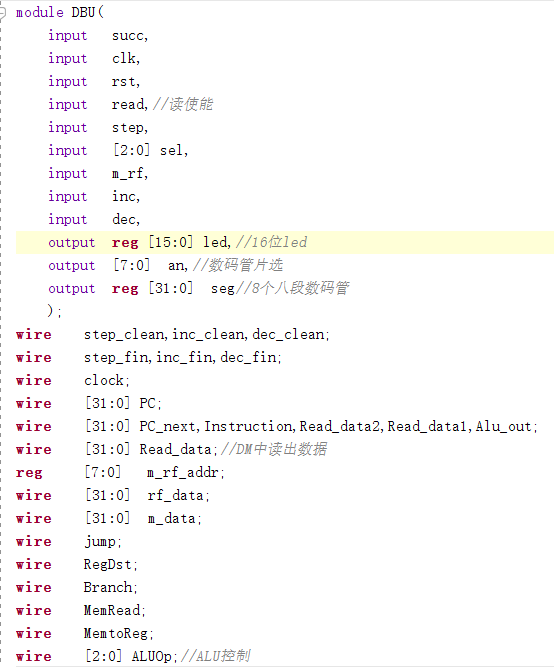 module DBU(
input succ,
input clk,
input rst,
input read,//读使能
input step,
input [2:0] sel,
input m_rf,
input inc,
input dec,
output reg [15:0] led,//16位led
output [7:0] an,//数码管片选
output reg [31:0] seg//8个八段数码管
);
wire step_clean,inc_clean,dec_clean;
wire step_fin,inc_fin,dec_fin;
wire clock;
wire [31:0] PC;
wire [31:0] PC_next,Instruction,Read_data2,Read_data1,Alu_out;
wire [31:0] Read_data;//DM中读出数据
reg [7:0] m_rf_addr;
wire [31:0] rf_data;
wire [31:0] m_data;
wire jump;
wire RegDst;
wire Branch;
wire MemRead;
wire MemtoReg;
wire [2:0] ALUOp;//ALU控制